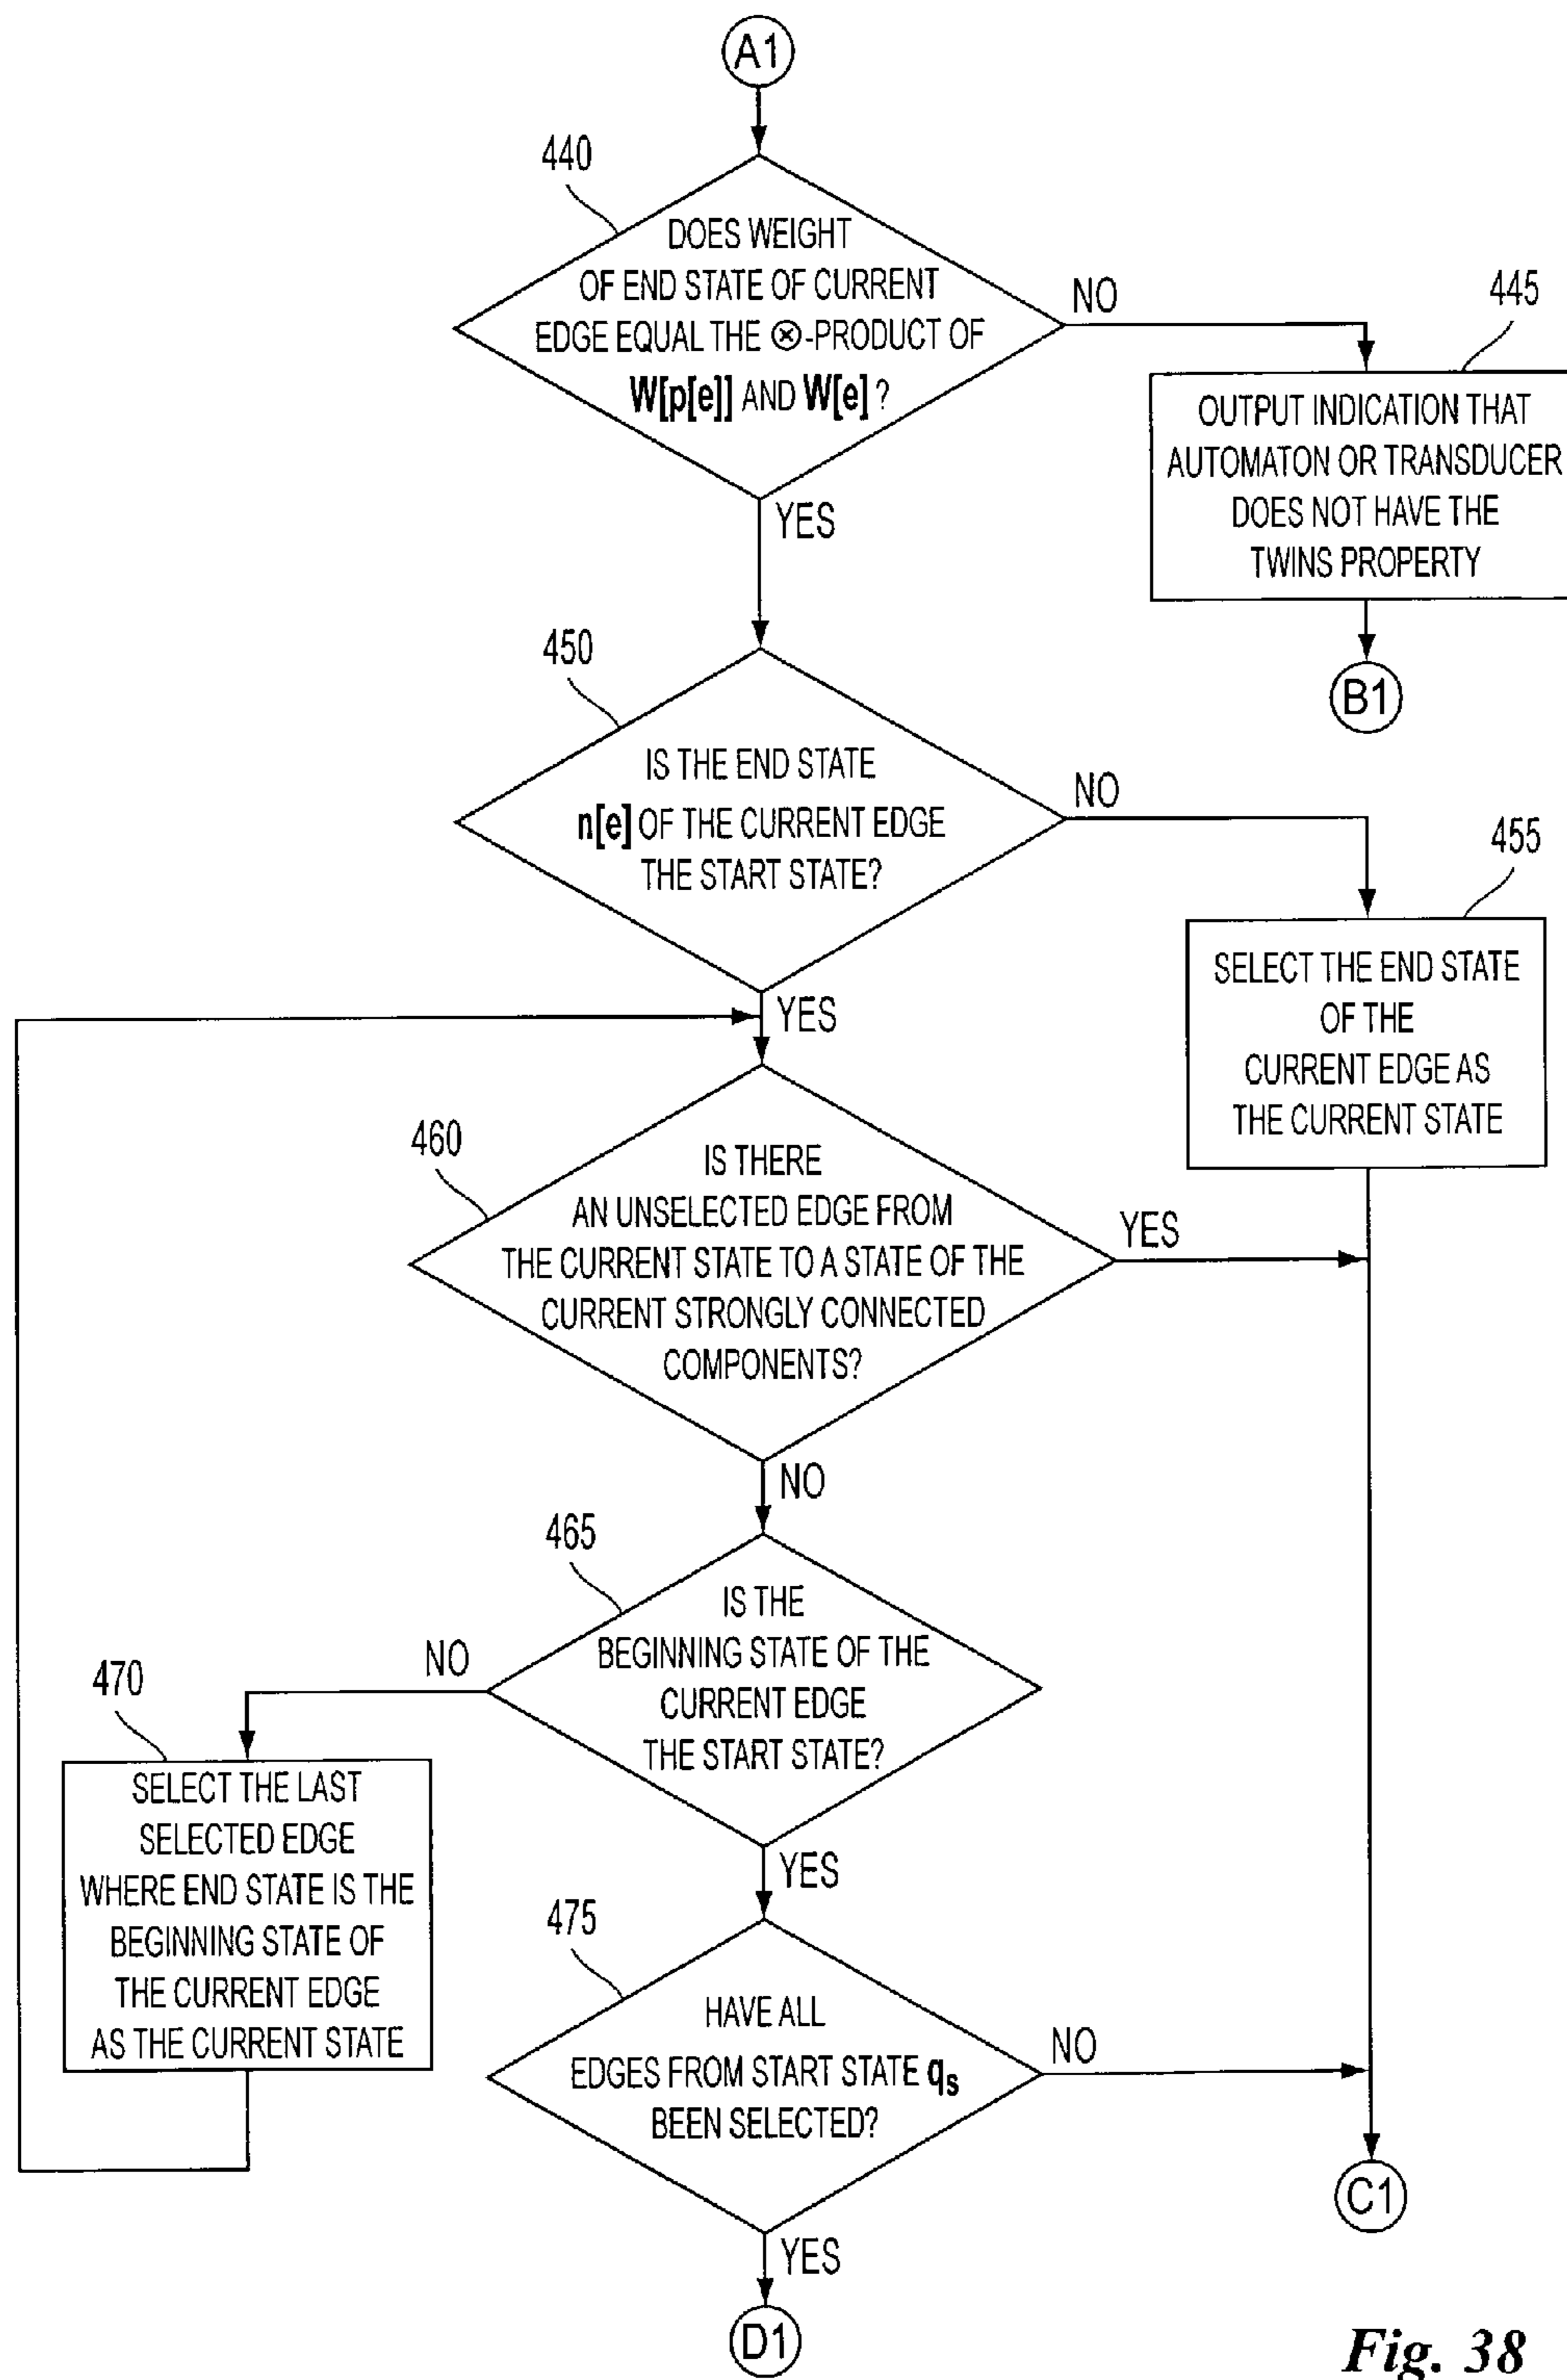 A1
440
DOES WEIGHT
OF END STATE OF CURRENT
EDGE EQUAL THE ⊗-PRODUCT OF
W[p[e]] AND W[e] ?
NO
445
OUTPUT INDICATION THAT
AUTOMATON OR TRANSDUCER
DOES NOT HAVE THE
TWINS PROPERTY
YES
B1
450
IS THE END STATE
n[e] OF THE CURRENT EDGE
THE START STATE?
NO
455
SELECT THE END STATE
OF THE
CURRENT EDGE AS
THE CURRENT STATE
YES
460
IS THERE
AN UNSELECTED EDGE FROM
THE CURRENT STATE TO A STATE OF THE
CURRENT STRONGLY CONNECTED
COMPONENTS?
YES
NO
465
IS THE
BEGINNING STATE OF THE
CURRENT EDGE
THE START STATE?
NO
470
SELECT THE LAST
SELECTED EDGE
WHERE END STATE IS THE
BEGINNING STATE OF
THE CURRENT EDGE
AS THE CURRENT STATE
YES
475
HAVE ALL
EDGES FROM START STATE qs
BEEN SELECTED?
NO
C1
YES
D1
Fig. 38